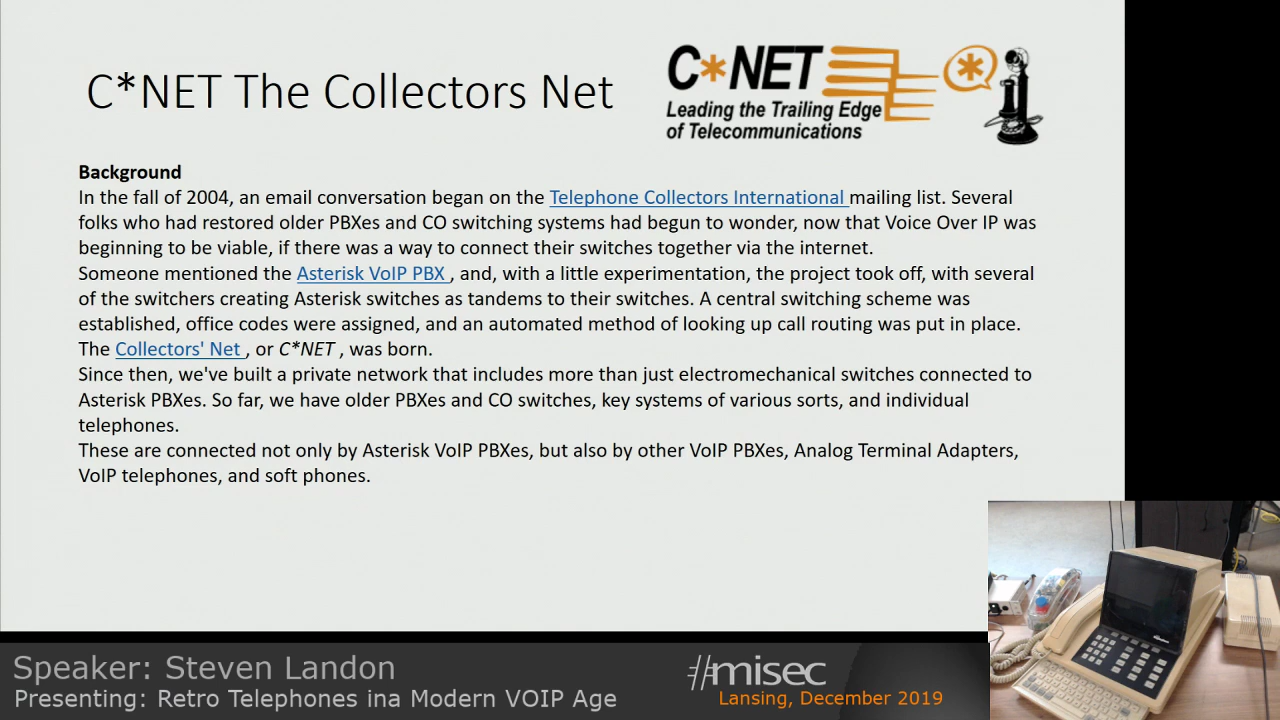 C*NET The Collectors Net
C*NET
Leading the Trailing Edge
of Telecommunications
Background
In the fall of 2004, an email conversation began on the Telephone Collectors International mailing list. Several
folks who had restored older PBXes and CO switching systems had begun to wonder, now that Voice Over IP was
beginning to be viable, if there was a way to connect their switches together via the internet.
Someone mentioned the Asterisk VoIP PBX , and, with a little experimentation, the project took off, with several
of the switchers creating Asterisk switches as tandems to their switches. A central switching scheme was
established, office codes were assigned, and an automated method of looking up call routing was put in place.
The Collectors' Net , or C*NET , was born.
Since then, we've built a private network that includes more than just electromechanical switches connected to
Asterisk PBXes. So far, we have older PBXes and CO switches, key systems of various sorts, and individual
telephones.
These are connected not only by Asterisk VoIP PBXes, but also by other VoIP PBXes, Analog Terminal Adapters,
VoIP telephones, and soft phones.
Speaker: Steven Landon
Presenting: Retro Telephones ina Modern VOIP Age
#misec
Lansing, December 2019